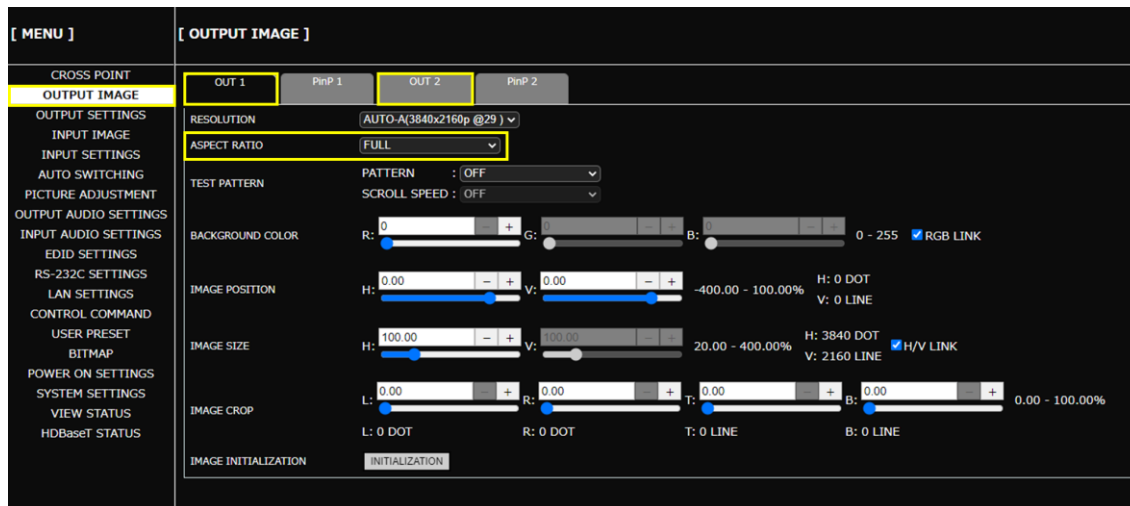 [ MENU ]
[ OUTPUT IMAGE ]
CROSS POINT
OUTPUT IMAGE
OUTPUT SETTINGS
INPUT IMAGE
INPUT SETTINGS
AUTO SWITCHING
PICTURE ADJUSTMENT
OUTPUT AUDIO SETTINGS
INPUT AUDIO SETTINGS
EDID SETTINGS
RS-232C SETTINGS
LAN SETTINGS
CONTROL COMMAND
USER PRESET
BITMAP
POWER ON SETTINGS
SYSTEM SETTINGS
VIEW STATUS
HDBaseT STATUS
OUT 1 PinP 1 OUT 2 PinP 2
RESOLUTION AUTO-A(3840x2160p @29 )
ASPECT RATIO FULL
TEST PATTERN
PATTERN : OFF
SCROLL SPEED : OFF
BACKGROUND COLOR R: 0 − + G: 0 − + B: 0 − + 0 - 255 RGB LINK
IMAGE POSITION H: 0.00 − + V: 0.00 − + -400.00 - 100.00%
H: 0 DOT
V: 0 LINE
IMAGE SIZE H: 100.00 − + V: 100.00 − + 20.00 - 400.00%
H: 3840 DOT
V: 2160 LINE
H/V LINK
IMAGE CROP L: 0.00 − + R: 0.00 − + T: 0.00 − + B: 0.00 − + 0.00 - 100.00%
L: 0 DOT R: 0 DOT T: 0 LINE B: 0 LINE
IMAGE INITIALIZATION INITIALIZATION